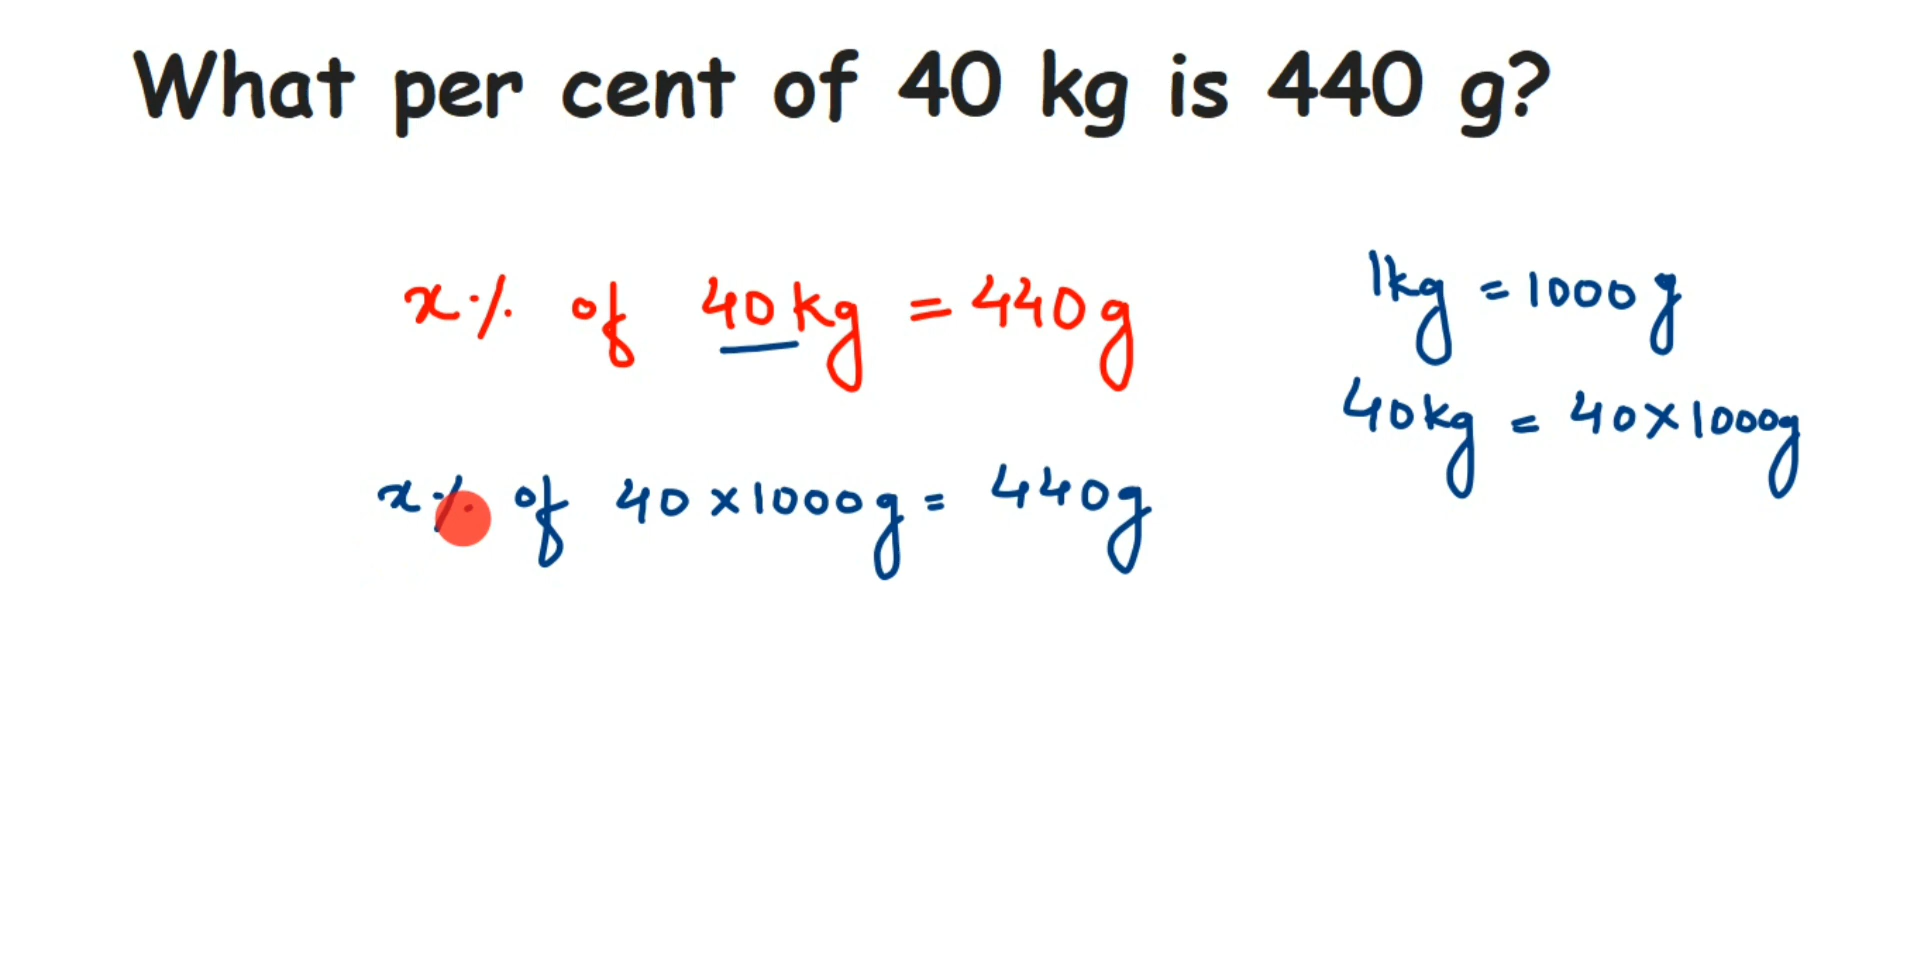 What per cent of 40 kg is 440 g?
x% of 40kg = 440g
1kg = 1000g
40kg = 40×1000g
x% of 40×1000g = 440g